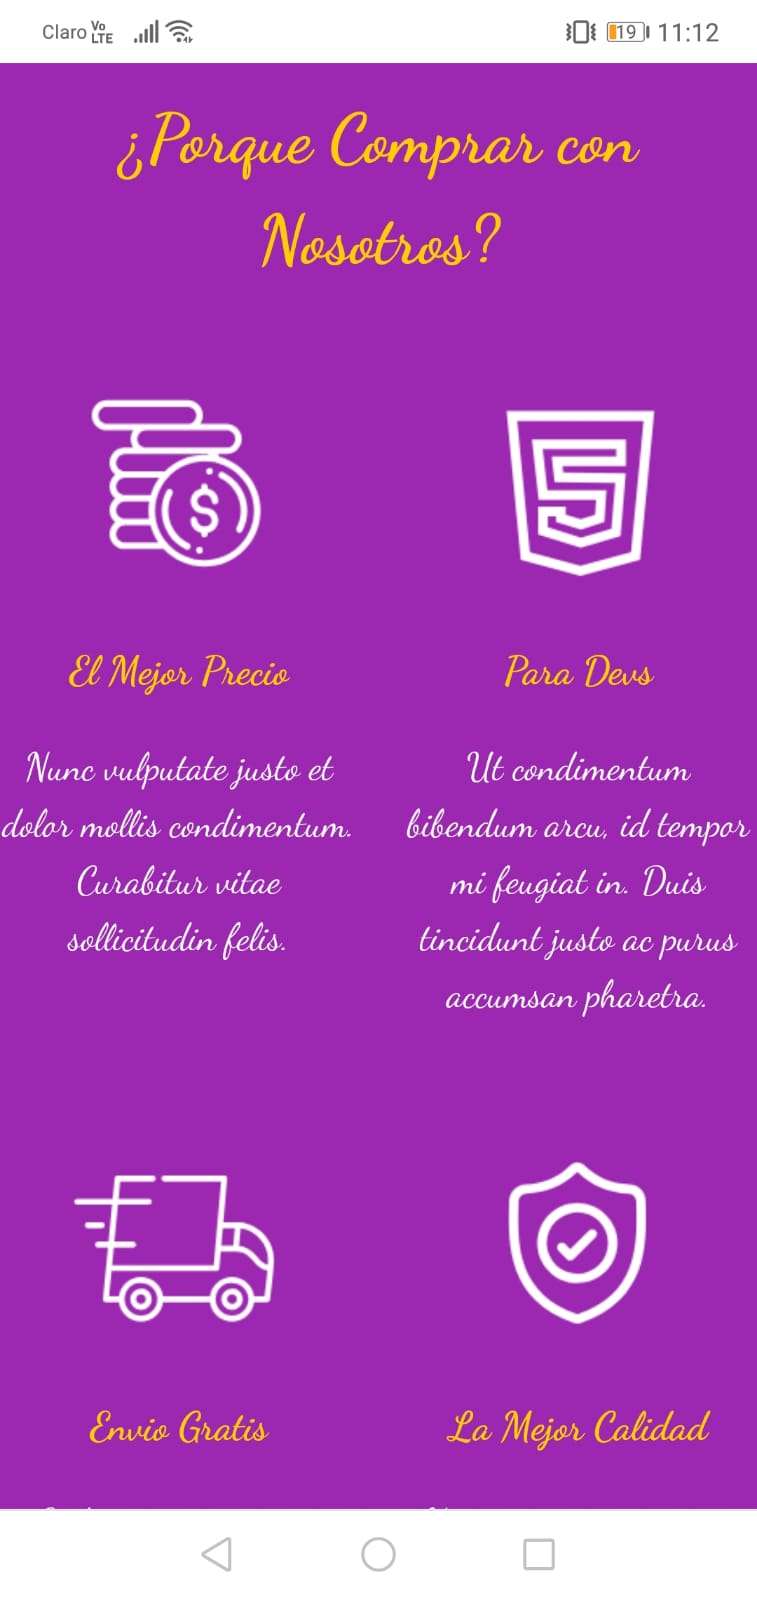 Claro Vo LTE 19 11:12
¿Porque Comprar con
Nosotros?
$
5
El Mejor Precio
Para Devs
Nunc vulputate justo et
dolor mollis condimentum.
Curabitur vitae
sollicitudin felis.
Ut condimentum
bibendum arcu, id tempor
mi feugiat in. Duis
tincidunt justo ac purus
accumsan pharetra.
Envio Gratis
La Mejor Calidad